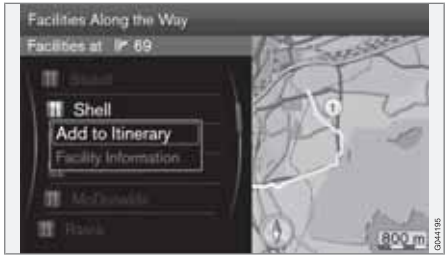 Facilities Along the Way
Facilities at 69
Shell
Add to Itinerary
Facility Information
McDonalds
800 m
G044195